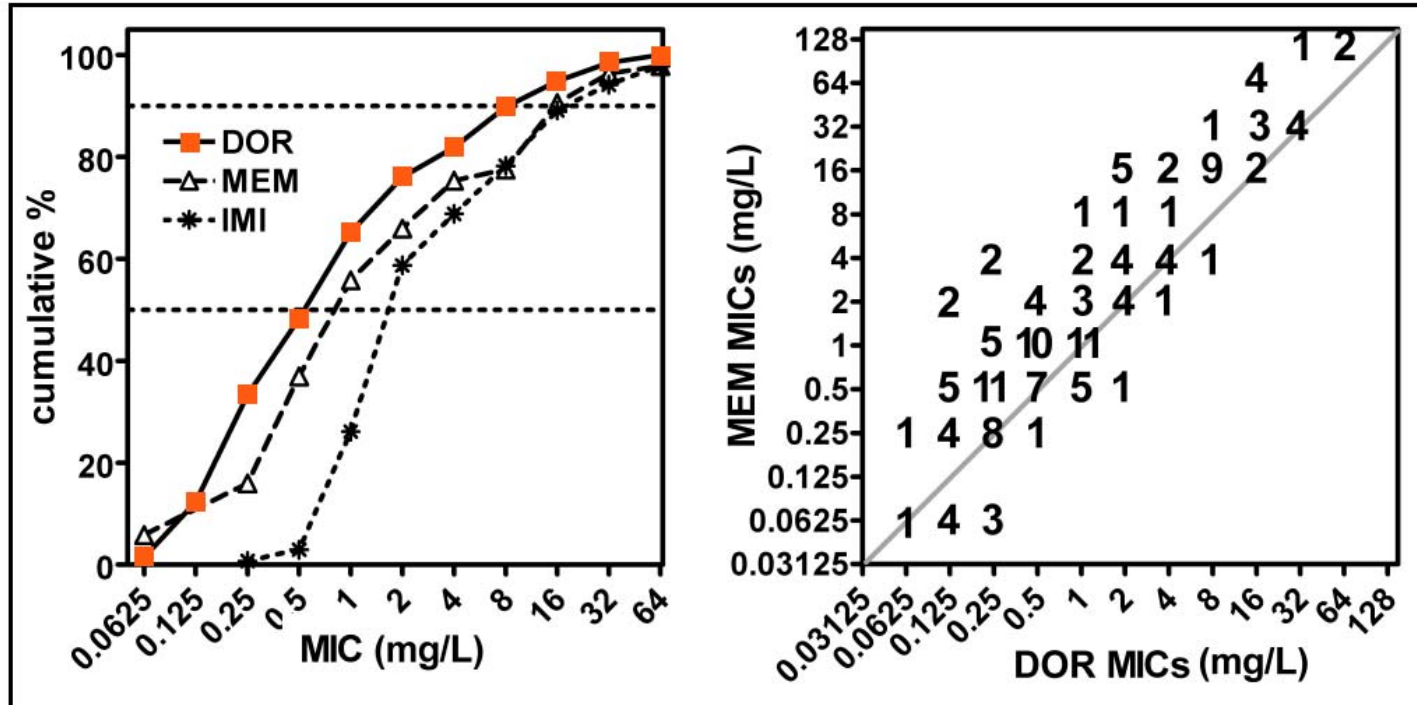 cumulative %
100
80
60
40
20
0
DOR
MEM
IMI
0.0625
0.125
0.25
0.5
1
2
4
8
16
32
64
MIC (mg/L)
MEM MICs (mg/L)
128 1 2
64 4
32 1 3 4
16 5 2 9 2
8 1 1 1
4 2 2 4 4 1
2 2 4 3 4 1
1 5 10 11
0.5 5 11 7 5 1
0.25 1 4 8 1
0.125
0.0625 1 4 3
0.03125
0.03125
0.0625
0.125
0.25
0.5
1
2
4
8
16
32
64
128
DOR MICs (mg/L)